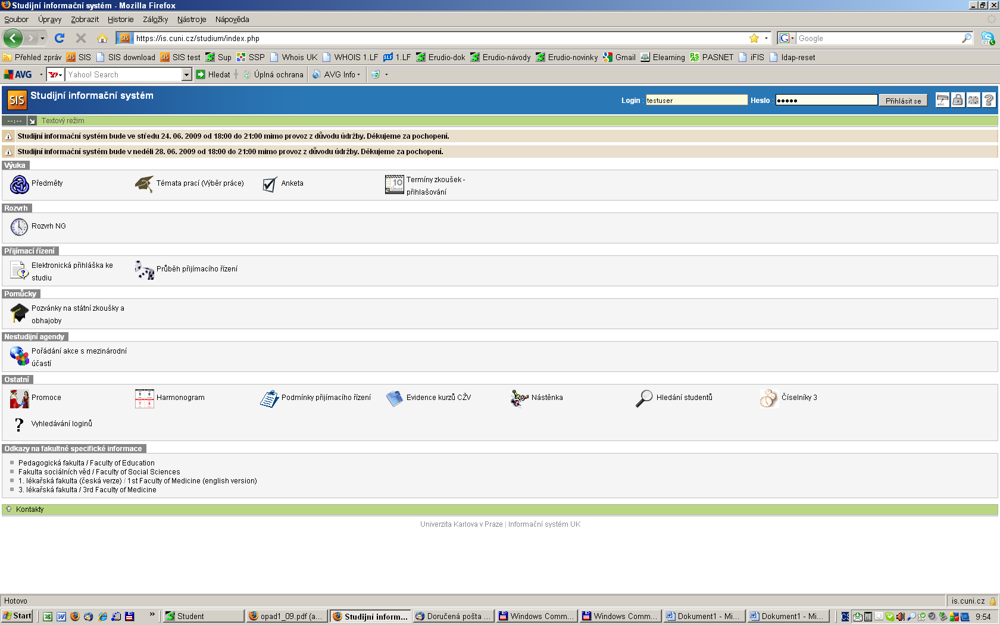 Studijní informační systém - Mozilla Firefox
Soubor Úpravy Zobrazit Historie Záložky Nástroje Nápověda
https://is.cuni.cz/studium/index.php Google
Přehled zpráv SIS SIS download SIS test Sup SSP Whois UK WHOIS 1.LF 1.LF Erudio-dok Erudio-návody Erudio-novinky Gmail Elearning PASNET iFIS ldap-reset
AVG Yahoo! Search Hledat Úplná ochrana AVG Info
SIS Studijní informační systém Login : testuser Heslo : ●●●●● Přihlásit se
--:-- Textový režim
Studijní informační systém bude ve středu 24. 06. 2009 od 18:00 do 21:00 mimo provoz z důvodu údržby. Děkujeme za pochopení.
Studijní informační systém bude v neděli 28. 06. 2009 od 18:00 do 21:00 mimo provoz z důvodu údržby. Děkujeme za pochopení.
Výuka
Předměty Témata prací (Výběr práce) Anketa Termíny zkoušek -
přihlašování
Rozvrh
Rozvrh NG
Přijímací řízení
Elektronická přihláška ke
studiu
Průběh přijímacího řízení
Pomůcky
Pozvánky na státní zkoušky a
obhajoby
Nestudijní agendy
Pořádání akce s mezinárodní
účastí
Ostatní
Promoce Harmonogram Podmínky přijímacího řízení Evidence kurzů CŽV Nástěnka Hledání studentů Číselníky 3
Vyhledávání loginů
Odkazy na fakultně specifické informace
Pedagogická fakulta / Faculty of Education
Fakulta sociálních věd / Faculty of Social Sciences
1. lékařská fakulta (česká verze) / 1st Faculty of Medicine (english version)
3. lékařská fakulta / 3rd Faculty of Medicine
Kontakty
Univerzita Karlova v Praze | Informační systém UK
Hotovo is.cuni.cz
Start » Student opad1_09.pdf (a... Studijní inform... Doručená pošta ... Windows Comm... Windows Comm... Dokument1 - Mi... Dokument1 - Mi... CS 9:54